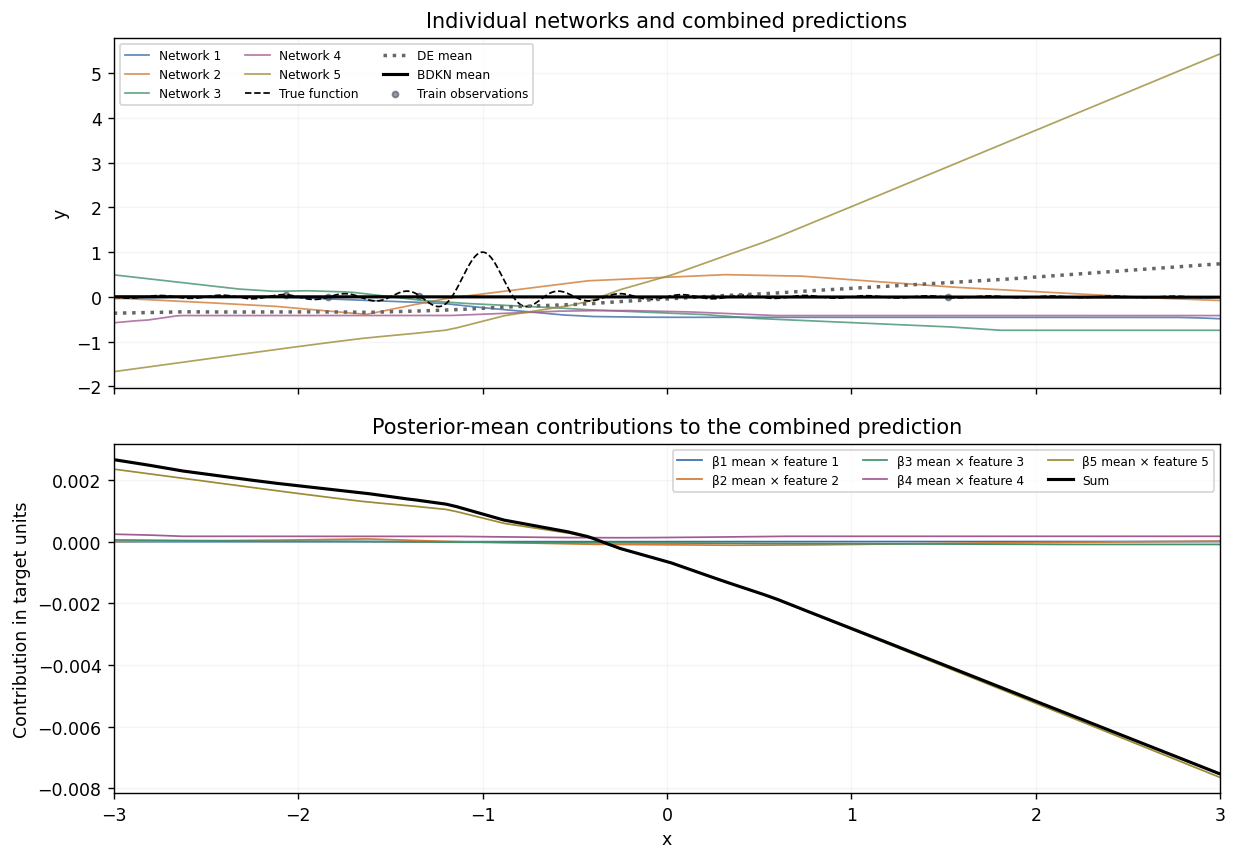 Individual networks and combined predictions
Network 1
Network 2
Network 3
Network 4
Network 5
True function
DE mean
BDKN mean
Train observations
y
5
4
3
2
1
0
−1
−2
Posterior-mean contributions to the combined prediction
β1 mean × feature 1
β2 mean × feature 2
β3 mean × feature 3
β4 mean × feature 4
β5 mean × feature 5
Sum
Contribution in target units
0.002
0.000
−0.002
−0.004
−0.006
−0.008
−3
−2
−1
0
1
2
3
x